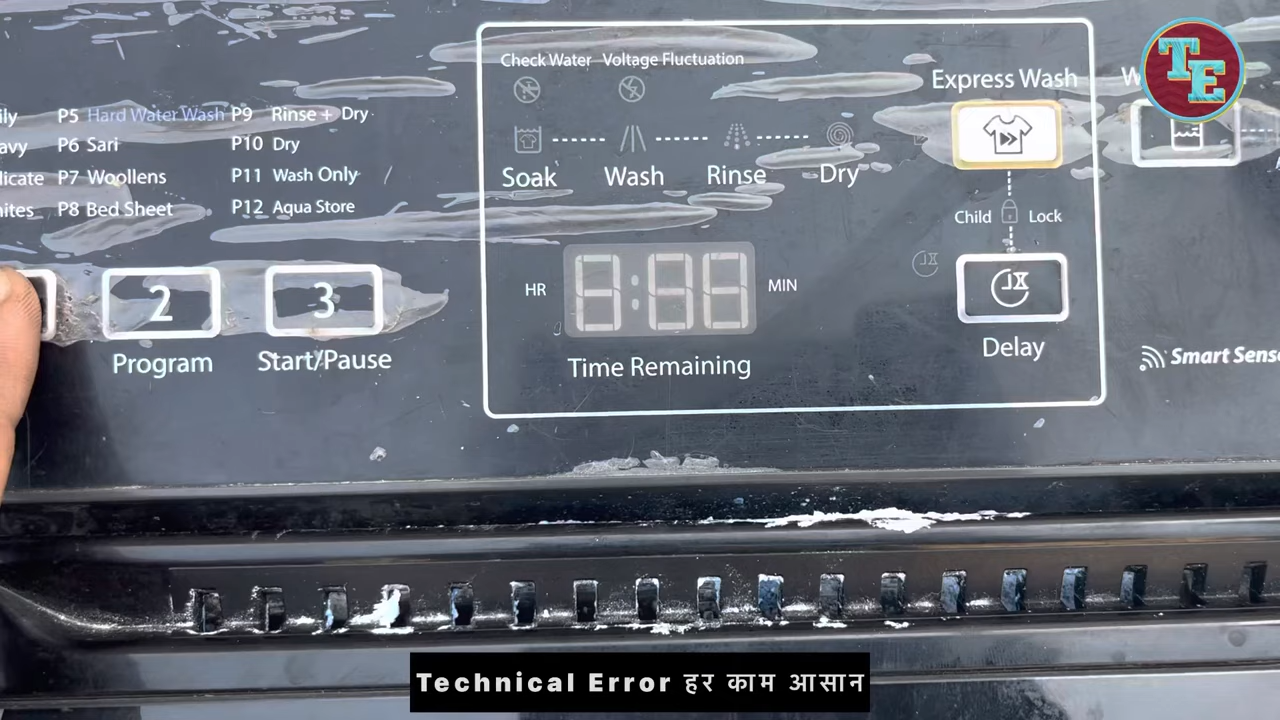 Check Water Voltage Fluctuation
Express Wash
TE
P5 Hard Water Wash P9 Rinse + Dry
P6 Sari P10 Dry
P7 Woollens P11 Wash Only
P8 Bed Sheet P12 Aqua Store
Soak Wash Rinse Dry
Child Lock
2
3
HR
MIN
Program
Start/Pause
Time Remaining
Delay
Smart Sense
Technical Error हर काम आसान